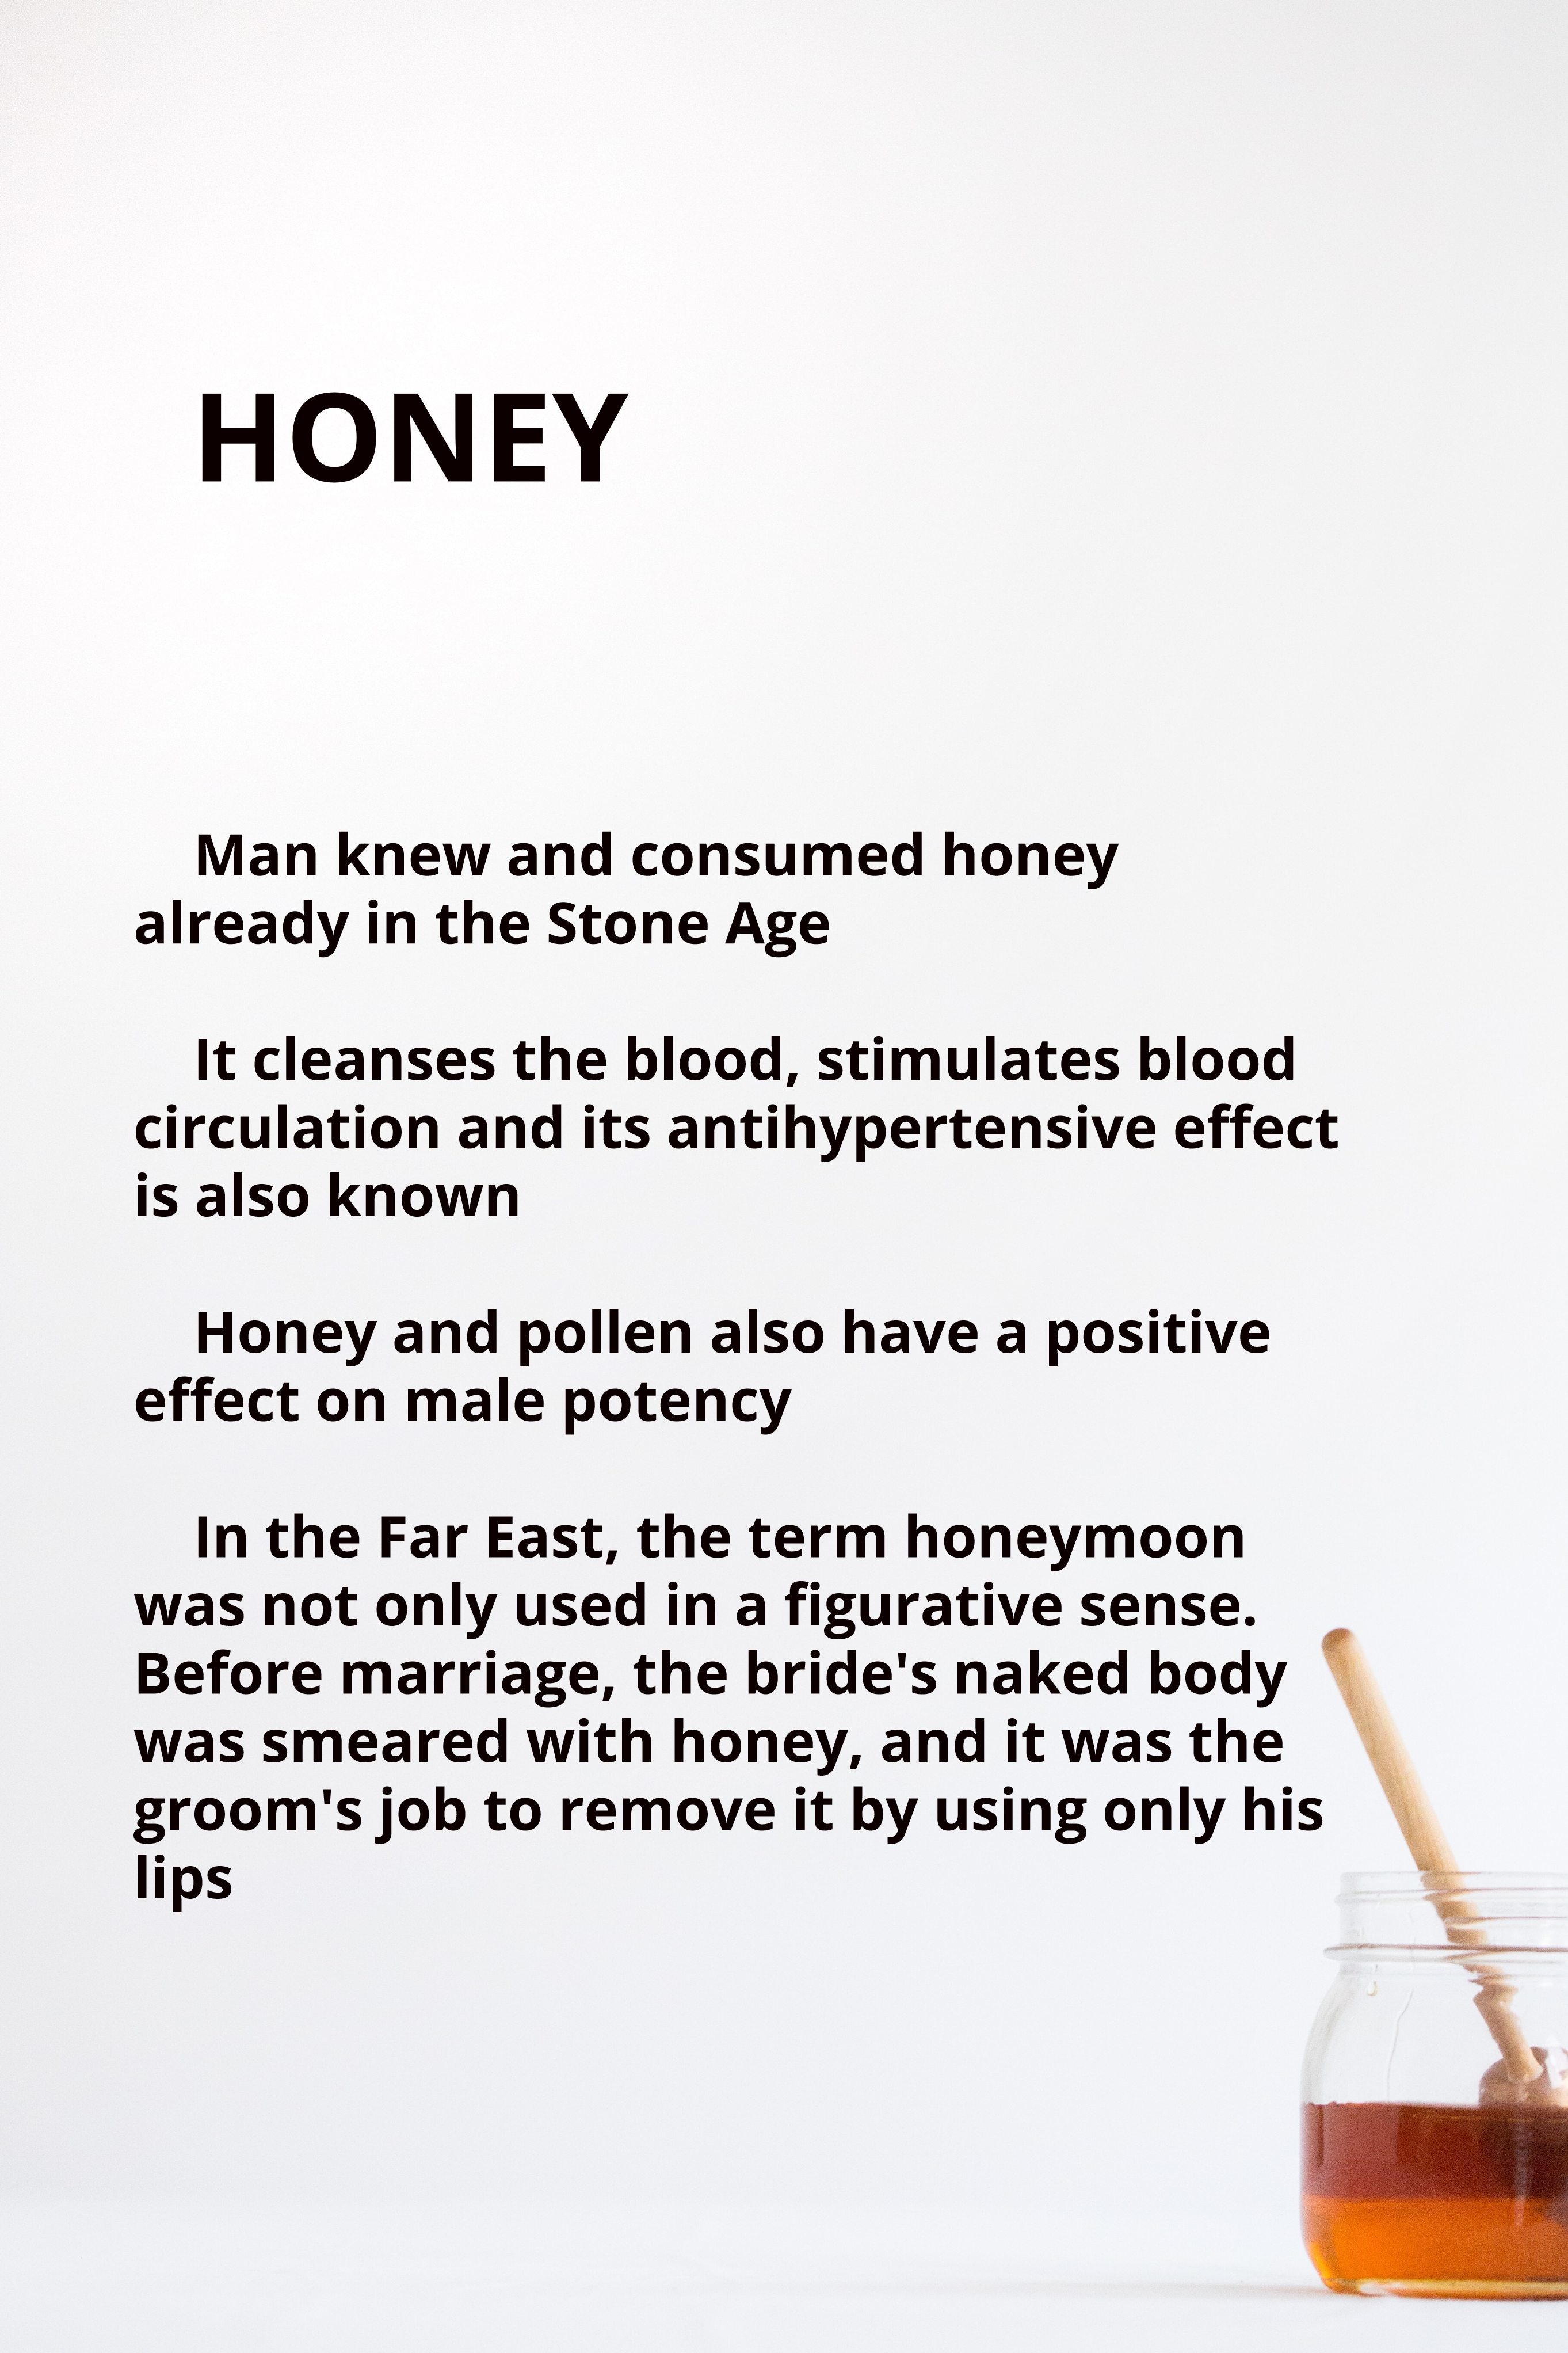 HONEY
Man knew and consumed honey
already in the Stone Age
It cleanses the blood, stimulates blood
circulation and its antihypertensive effect
is also known
Honey and pollen also have a positive
effect on male potency
In the Far East, the term honeymoon
was not only used in a figurative sense.
Before marriage, the bride's naked body
was smeared with honey, and it was the
groom's job to remove it by using only his
lips